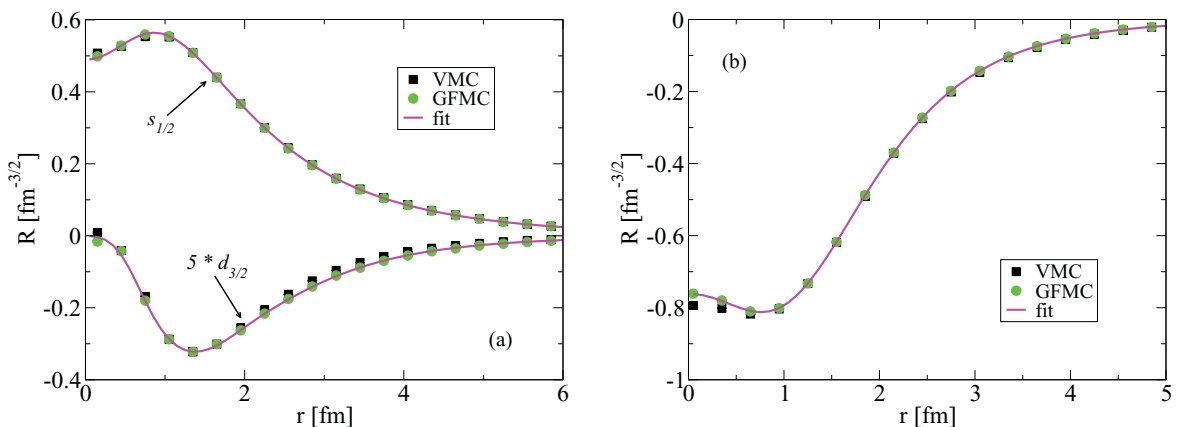 0.6
0.4
0.2
0
-0.2
-0.4
R [fm^-3/2]
VMC
GFMC
fit
s_1/2
5 * d_3/2
(a)
0 2 4 6
r [fm]
0
-0.2
-0.4
-0.6
-0.8
-1
R [fm^-3/2]
(b)
VMC
GFMC
fit
0 1 2 3 4 5
r [fm]